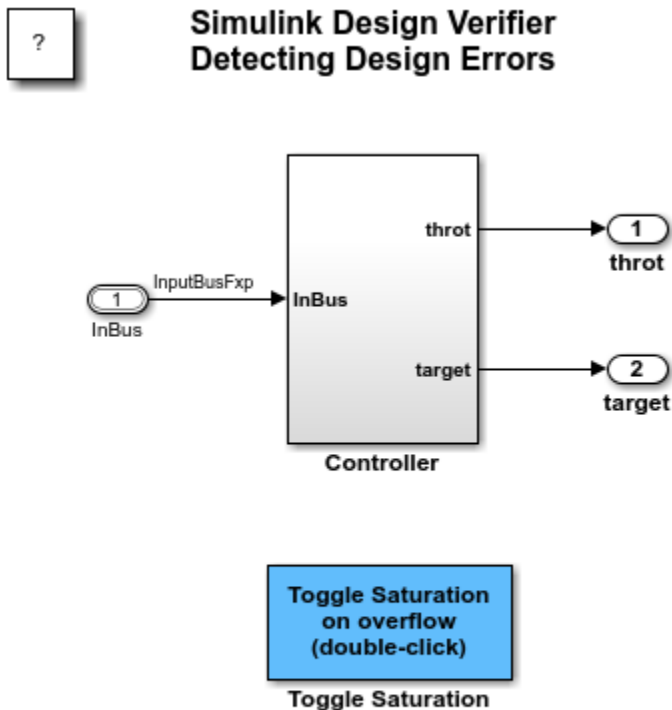 ?
Simulink Design Verifier
Detecting Design Errors
throt
1
throt
InputBusFxp
1
InBus
InBus
target
2
target
Controller
Toggle Saturation
on overflow
(double-click)
Toggle Saturation